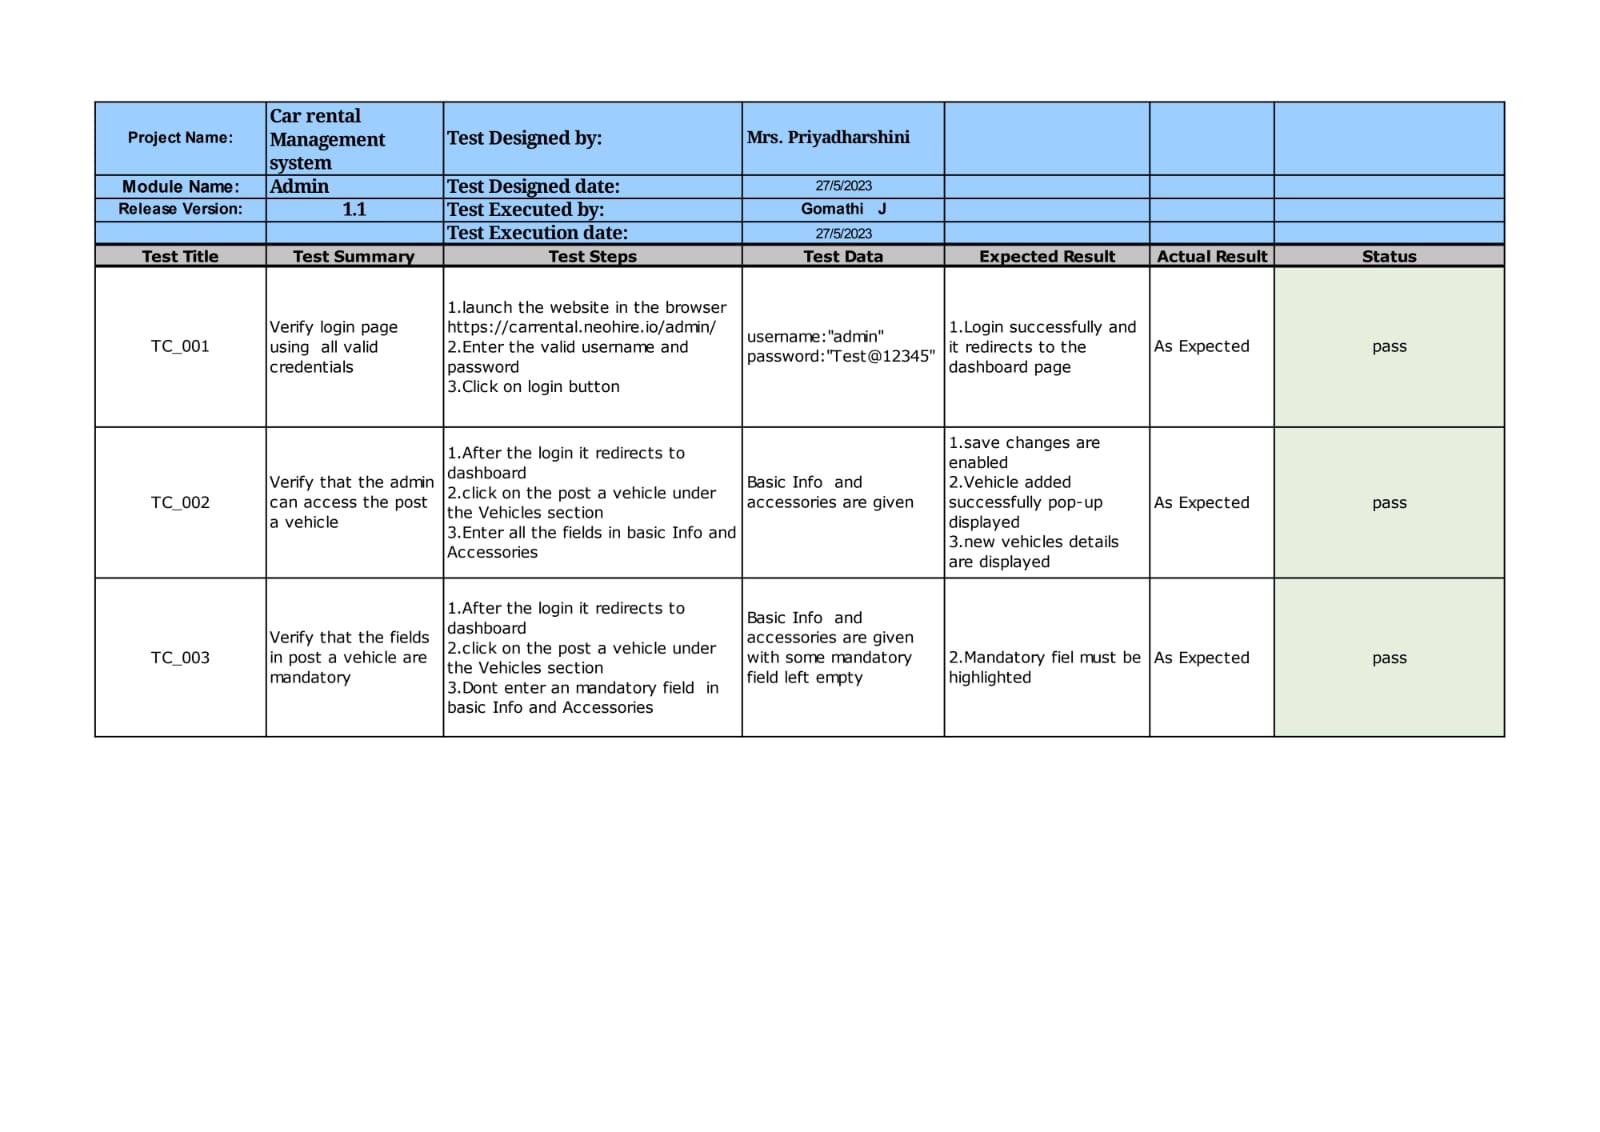 Project Name:
Car rental
Management
system
Test Designed by:
Mrs. Priyadharshini
Module Name:
Admin
Test Designed date:
27/5/2023
Release Version:
1.1
Test Executed by:
Gomathi J
Test Execution date:
27/5/2023
Test Title
Test Summary
Test Steps
Test Data
Expected Result
Actual Result
Status
TC_001
Verify login page
using all valid
credentials
1.launch the website in the browser
https://carrental.neohire.io/admin/
2.Enter the valid username and
password
3.Click on login button
username:"admin"
password:"Test@12345"
1.Login successfully and
it redirects to the
dashboard page
As Expected
pass
TC_002
Verify that the admin
can access the post
a vehicle
1.After the login it redirects to
dashboard
2.click on the post a vehicle under
the Vehicles section
3.Enter all the fields in basic Info and
Accessories
Basic Info and
accessories are given
1.save changes are
enabled
2.Vehicle added
successfully pop-up
displayed
3.new vehicles details
are displayed
As Expected
pass
TC_003
Verify that the fields
in post a vehicle are
mandatory
1.After the login it redirects to
dashboard
2.click on the post a vehicle under
the Vehicles section
3.Dont enter an mandatory field in
basic Info and Accessories
Basic Info and
accessories are given
with some mandatory
field left empty
2.Mandatory fiel must be
highlighted
As Expected
pass